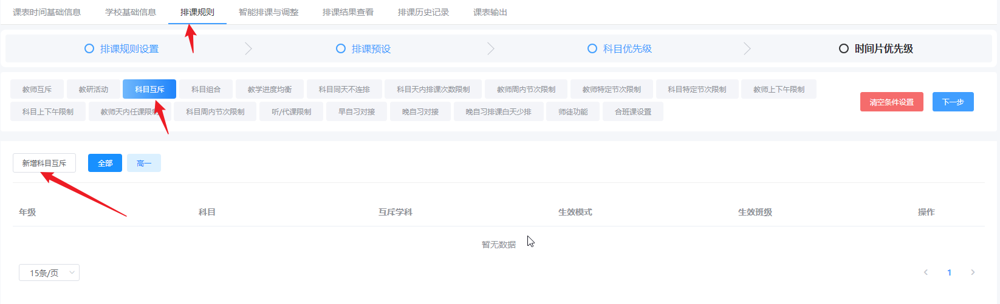 课表时间基础信息 学校基础信息 排课规则 智能排课与调整 排课结果查看 排课历史记录 课表输出
排课规则设置 排课预设 科目优先级 时间片优先级
教师互斥 教研活动 科目互斥 科目组合 教学进度均衡 科目同天不连排 科目天内排课次数限制 教师周内节次限制 教师特定节次限制 科目特定节次限制 教师上下午限制
科目上下午限制 教师天内任课限制 科目周内节次限制 听/代课限制 早自习对接 晚自习对接 晚自习排课白天少排 师徒功能 合班课设置
清空条件设置 下一步
新增科目互斥 全部 高一
年级 科目 互斥学科 生效模式 生效班级 操作
暂无数据
15条/页 1